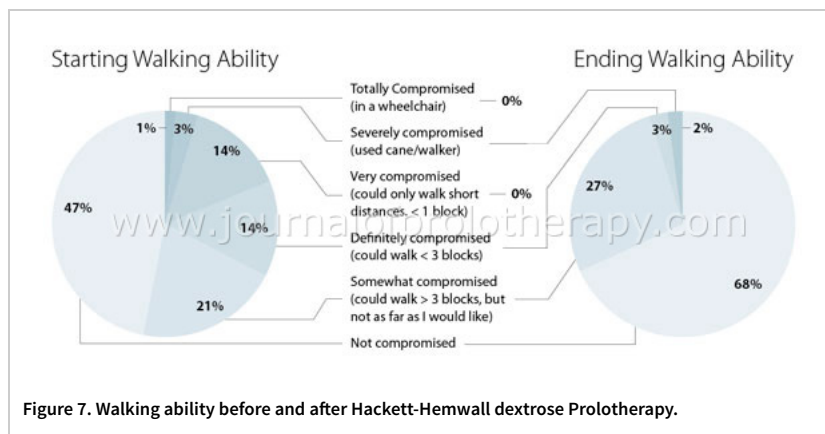 Starting Walking Ability
Ending Walking Ability
1%
3%
14%
14%
21%
47%
Totally Compromised
(in a wheelchair)
0%
Severely compromised
(used cane/walker)
Very compromised
(could only walk short
distances. < 1 block)
0%
Definitely compromised
(could walk < 3 blocks)
Somewhat compromised
(could walk > 3 blocks, but
not as far as I would like)
Not compromised
3%
2%
27%
68%
www.journalofprolotherapy.com
Figure 7. Walking ability before and after Hackett-Hemwall dextrose Prolotherapy.